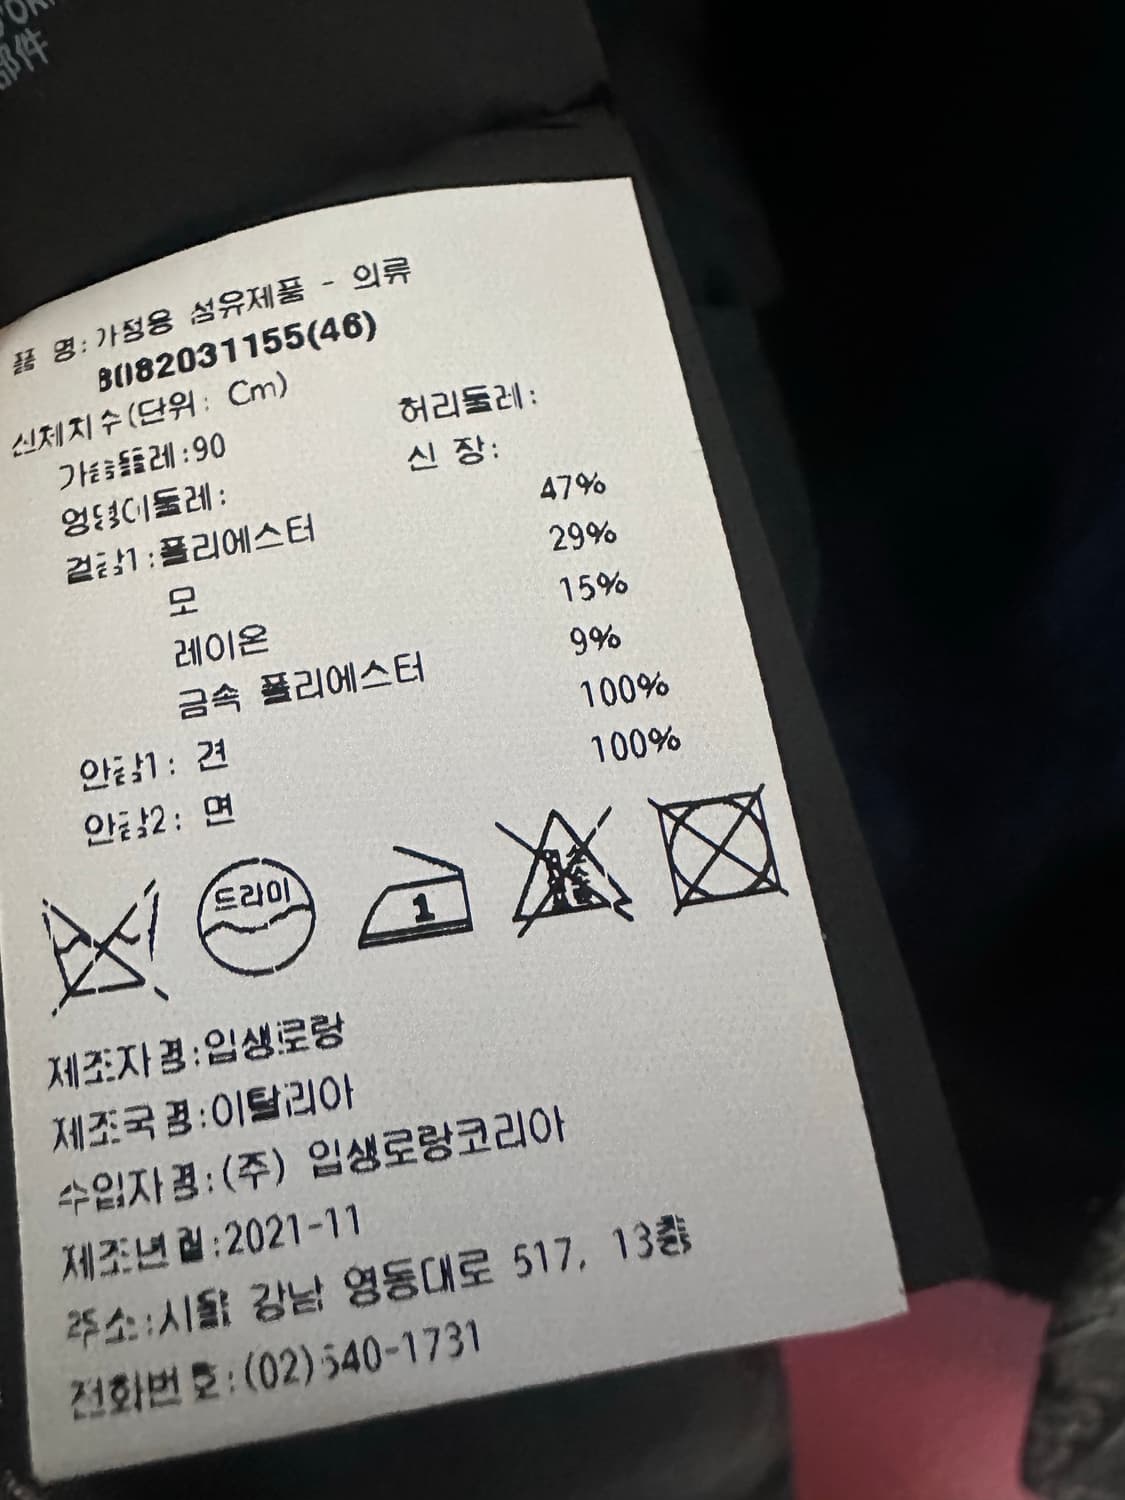 部件
품 명:가정용 섬유제품 - 의류
B082031155(46)
신체치수(단위: Cm)
가슴둘레:90 허리둘레:
엉덩이둘레: 신 장:
겉감1:폴리에스터 47%
모 29%
레이온 15%
금속 폴리에스터 9%
안감1: 견 100%
안감2: 면 100%
드라이
1
제조자명:입생로랑
제조국명:이탈리아
수입자명:(주) 입생로랑코리아
제조년월:2021-11
주소:서울 강남 영동대로 517, 13층
전화번호:(02)540-1731